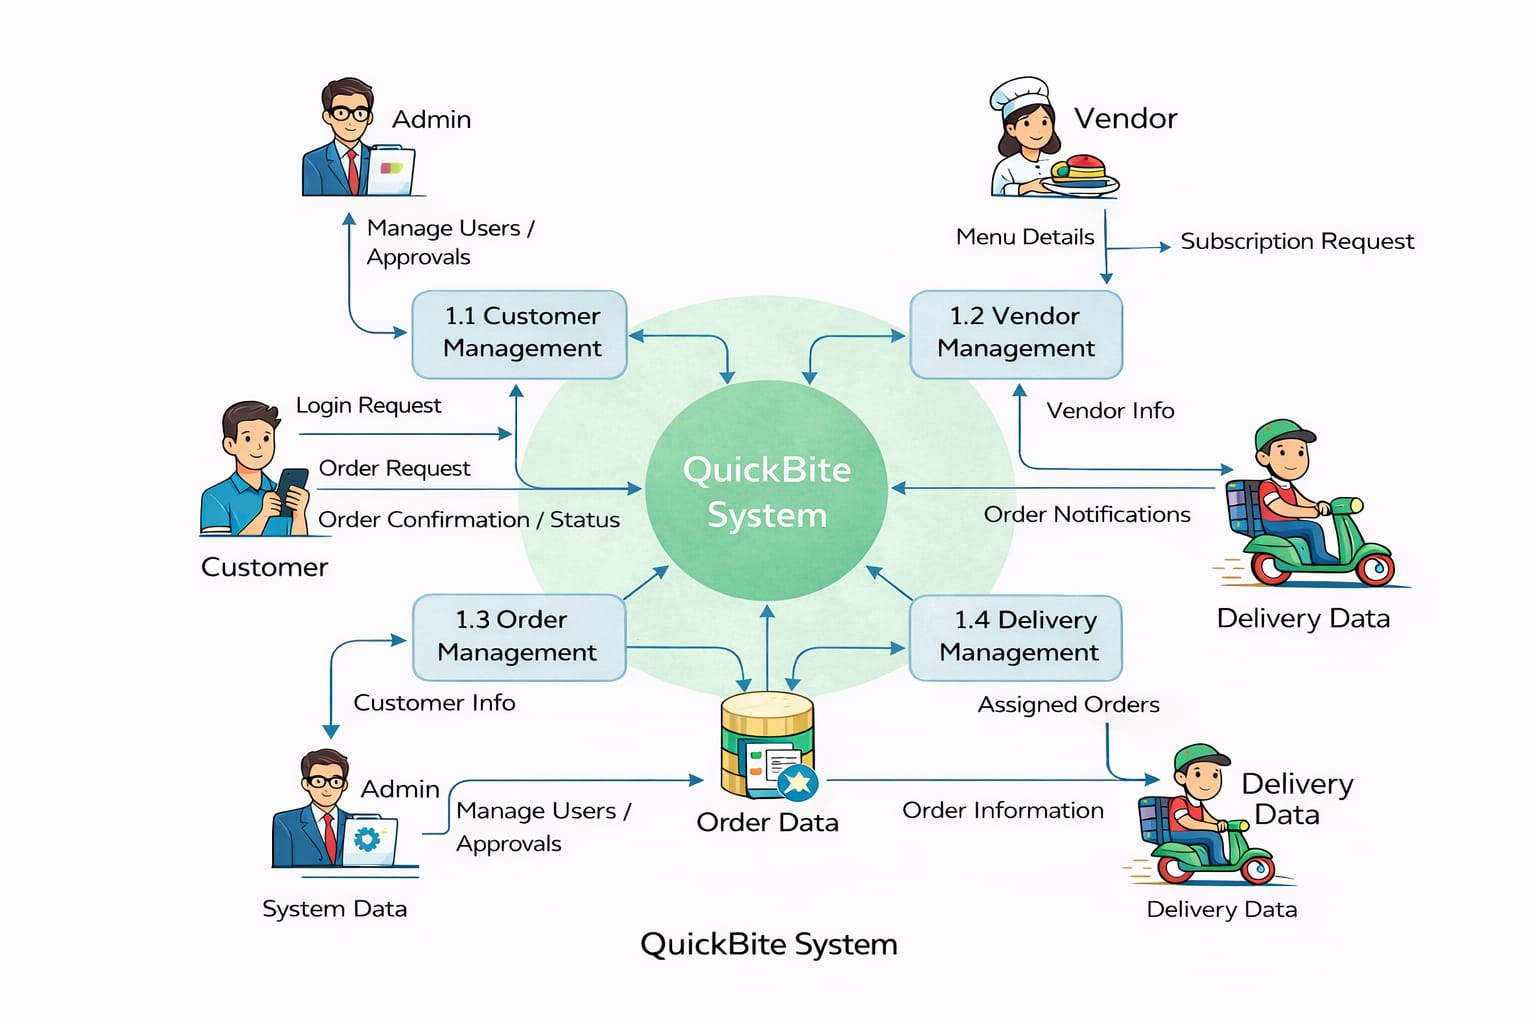 Admin
Vendor
Manage Users /
Approvals
Menu Details
Subscription Request
1.1 Customer
Management
1.2 Vendor
Management
Login Request
Vendor Info
Order Request
QuickBite
System
Order Confirmation / Status
Order Notifications
Customer
Delivery Data
1.3 Order
Management
1.4 Delivery
Management
Customer Info
Assigned Orders
Admin
Manage Users /
Approvals
Order Data
Order Information
Delivery
Data
System Data
Delivery Data
QuickBite System